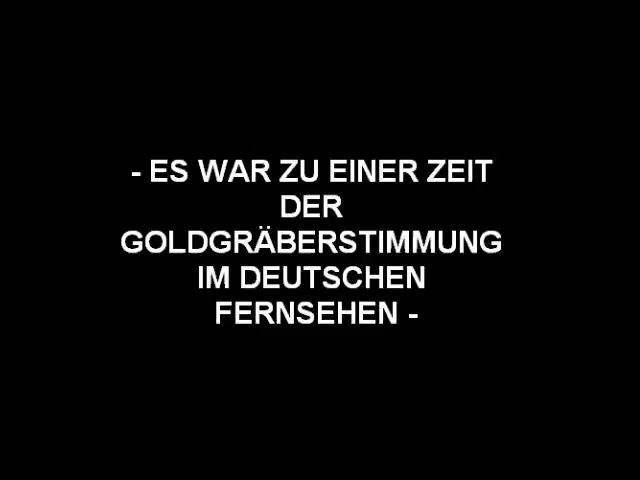 - ES WAR ZU EINER ZEIT
DER
GOLDGRÄBERSTIMMUNG
IM DEUTSCHEN
FERNSEHEN -